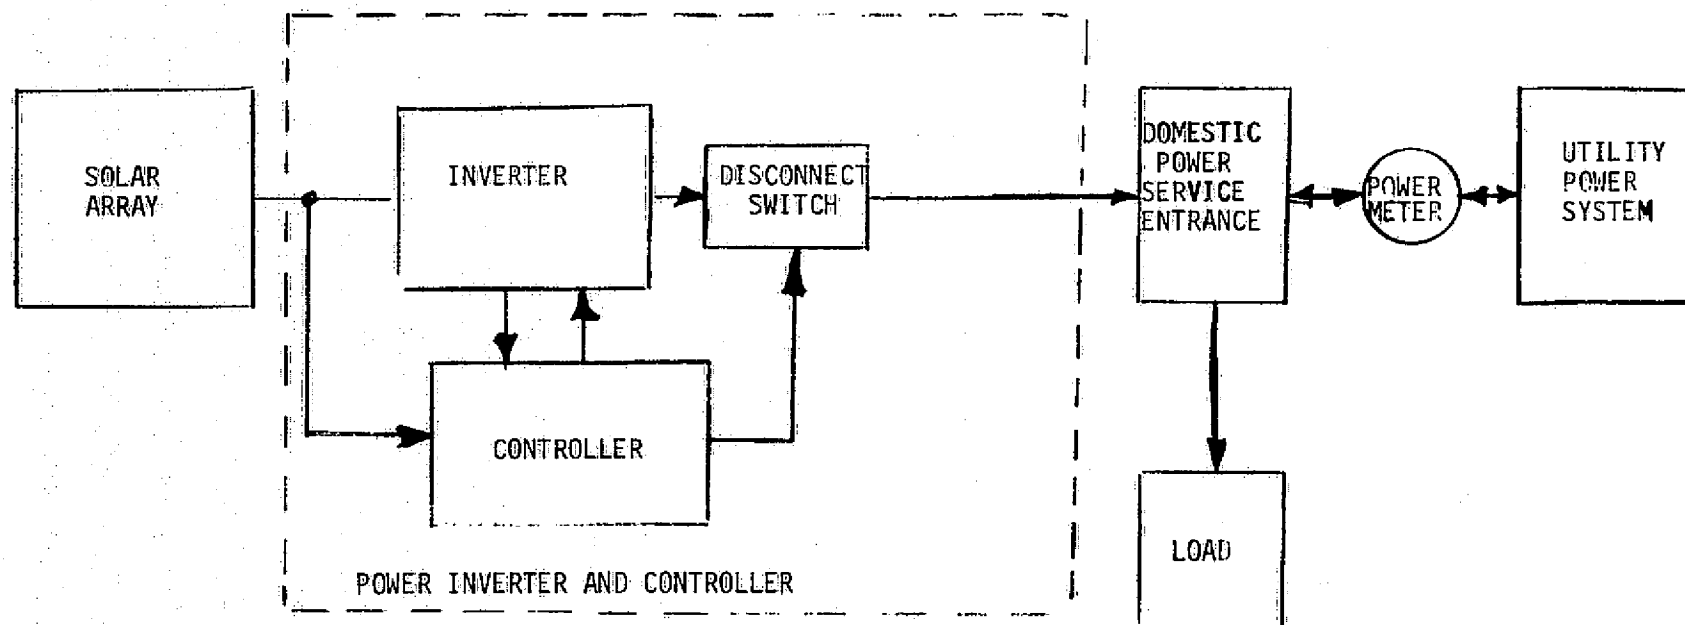 SOLAR
ARRAY
INVERTER
DISCONNECT
SWITCH
DOMESTIC
POWER
SERVICE
ENTRANCE
POWER
METER
UTILITY
POWER
SYSTEM
CONTROLLER
LOAD
POWER INVERTER AND CONTROLLER